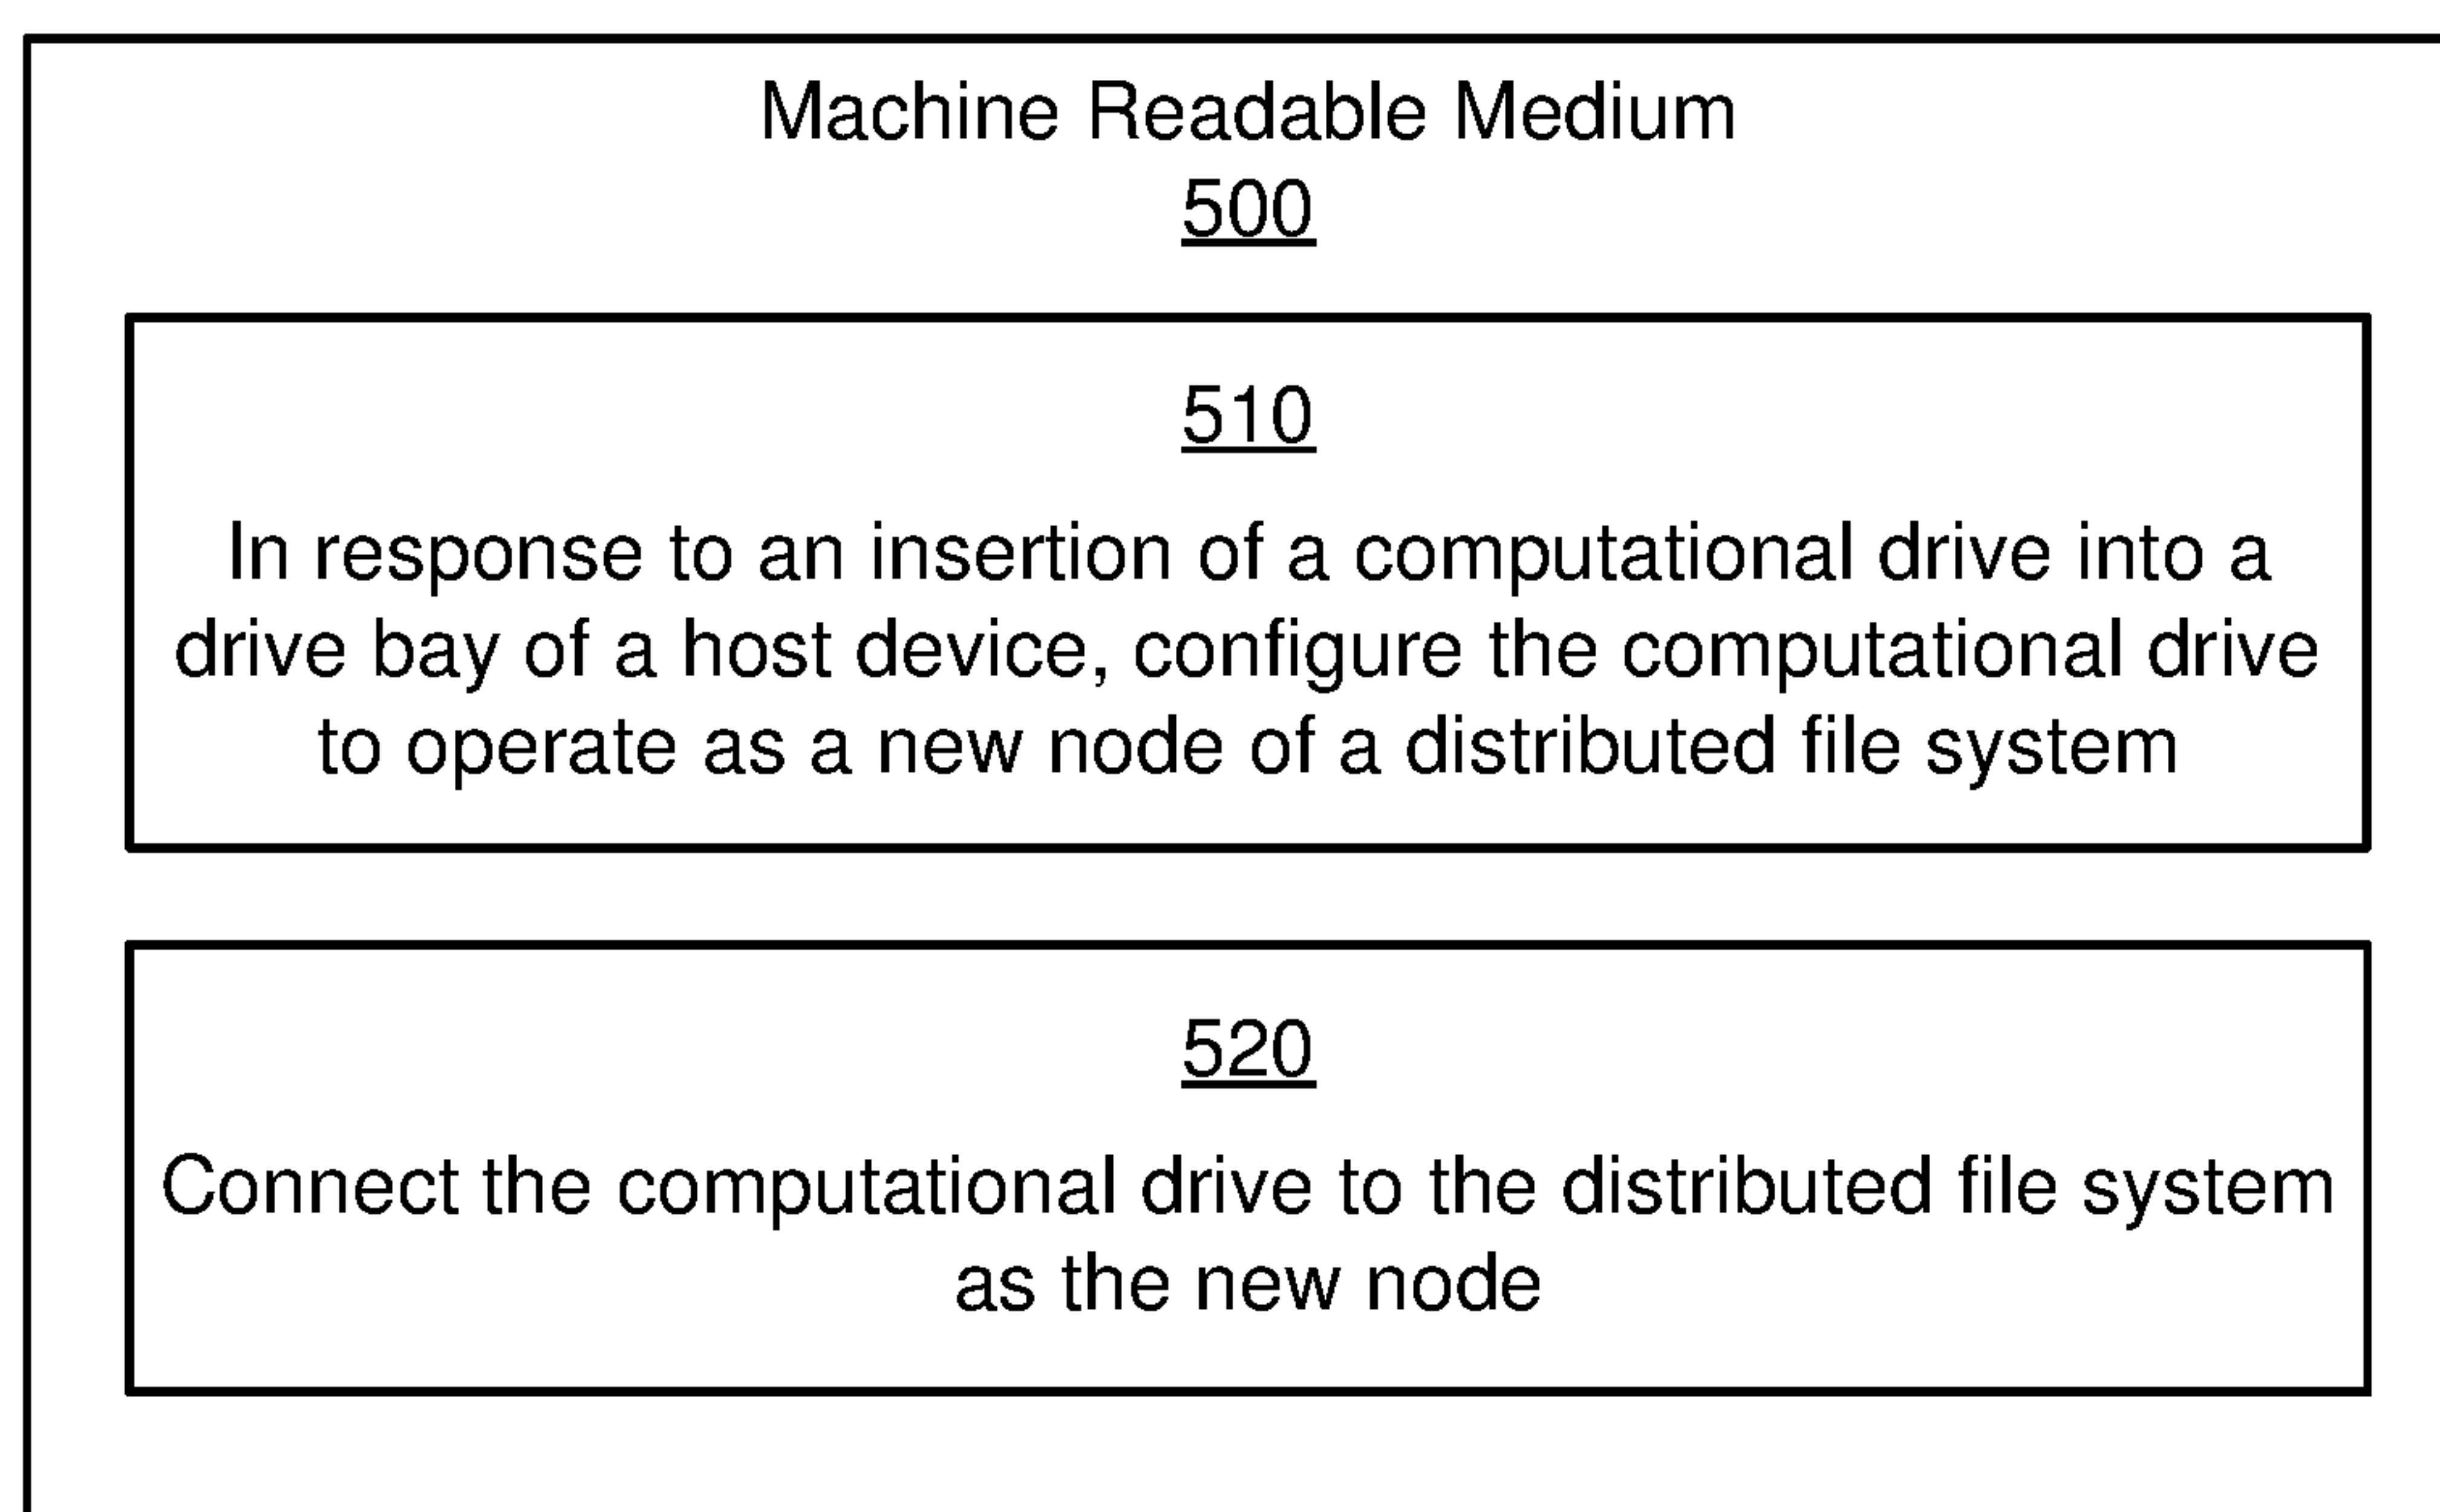 Machine Readable Medium
500
510
In response to an insertion of a computational drive into a
drive bay of a host device, configure the computational drive
to operate as a new node of a distributed file system
520
Connect the computational drive to the distributed file system
as the new node